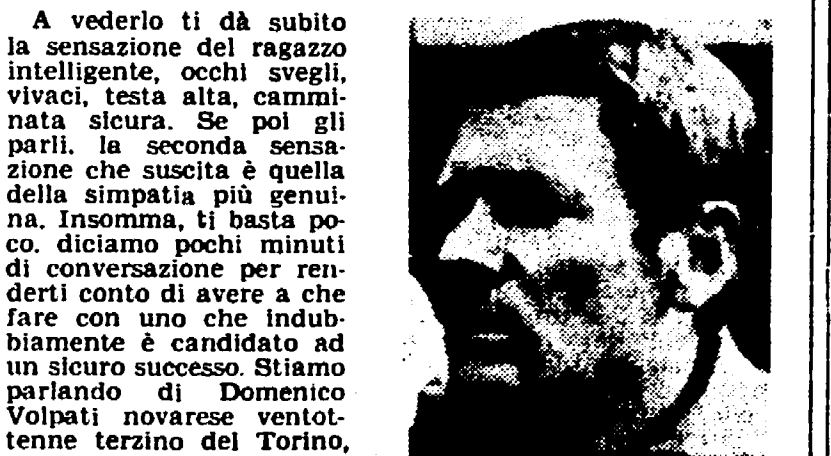 A vederlo ti dà subito
la sensazione del ragazzo
intelligente, occhi svegli,
vivaci, testa alta, cammi-
nata sicura. Se poi gli
parli, la seconda sensa-
zione che suscita è quella
della simpatia più genui-
na. Insomma, ti basta po-
co, diciamo pochi minuti
di conversazione per ren-
derti conto di avere a che
fare con uno che indub-
biamente è candidato ad
un sicuro successo. Stiamo
parlando di Domenico
Volpati novarese ventot-
tenne terzino del Torino,